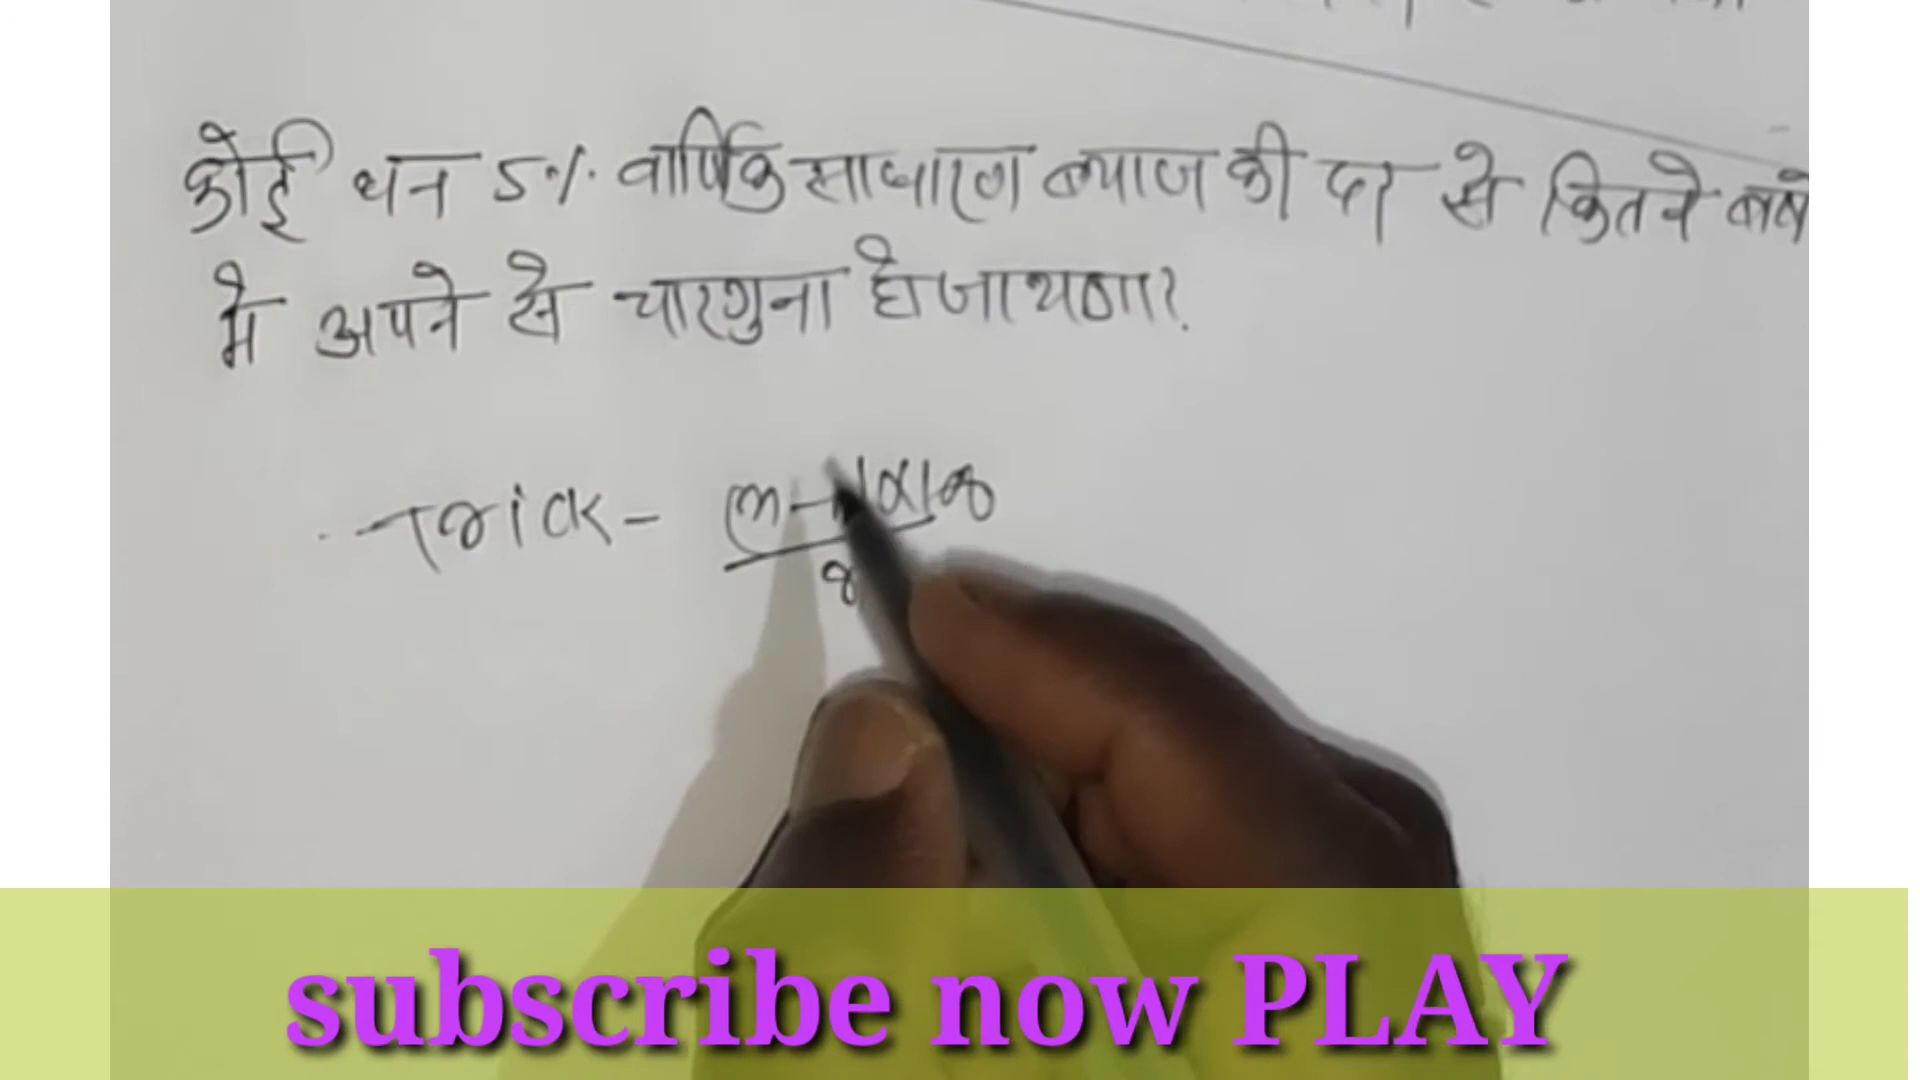 कोई धन 5% वार्षिक साधारण ब्याज की दर से कितने वर्षो
मे अपने से चारगुना हो जायगा?
Trick -
subscribe now PLAY